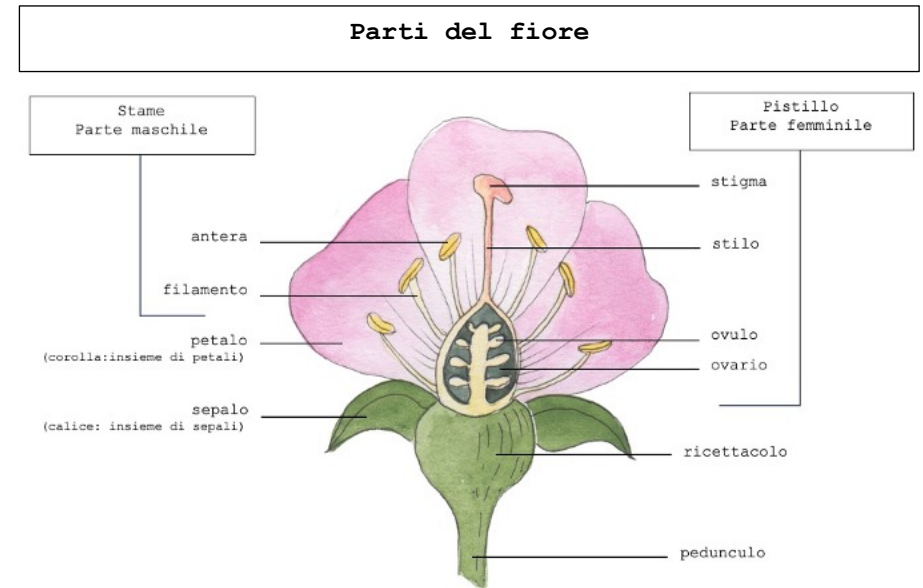 Parti del fiore
Stame
Parte maschile
Pistillo
Parte femminile
antera
filamento
petalo
(corolla:insieme di petali)
sepalo
(calice: insieme di sepali)
stigma
stilo
ovulo
ovario
ricettacolo
pedunculo